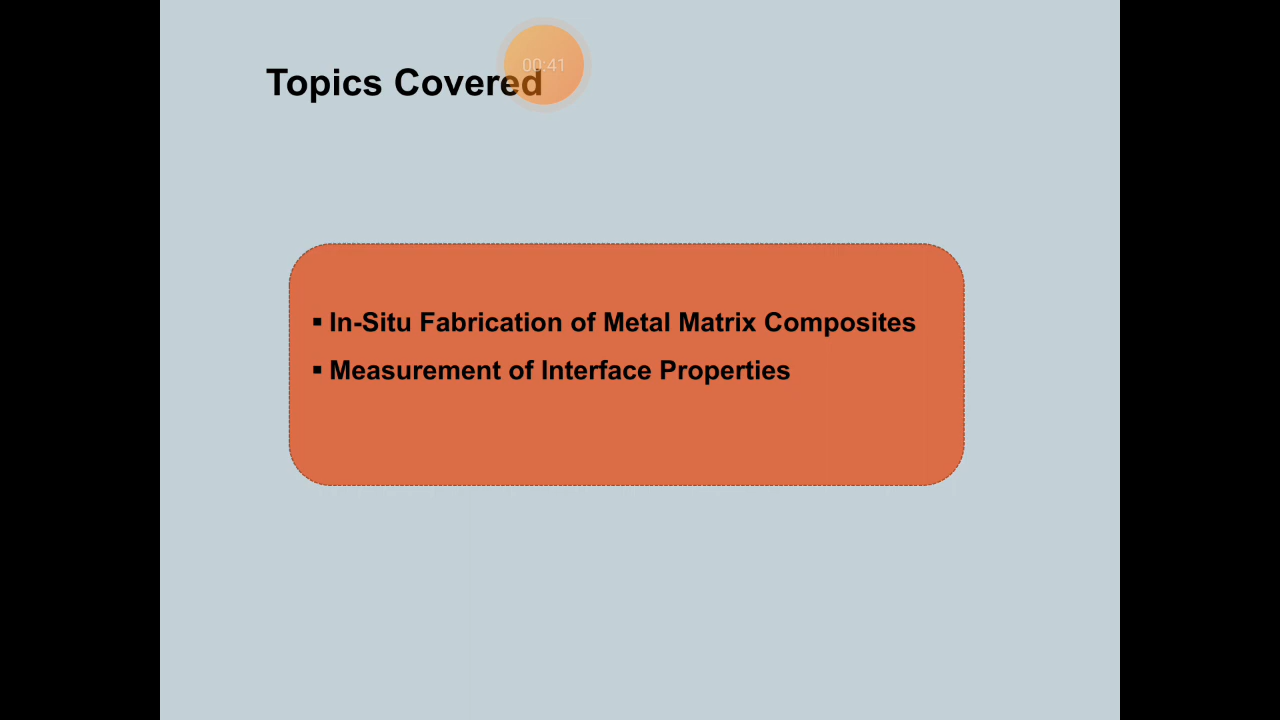 Topics Covered
00:41
▪ In-Situ Fabrication of Metal Matrix Composites
▪ Measurement of Interface Properties